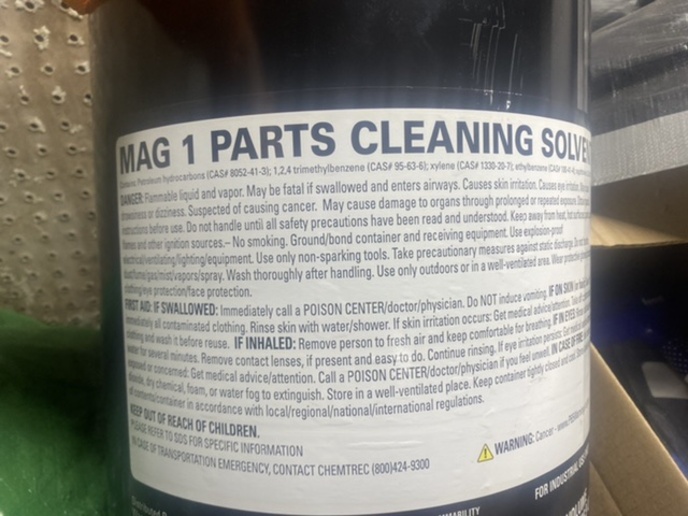 MAG 1 PARTS CLEANING SOLVE
Contains: Petroleum hydrocarbons (CAS# 8052-41-3); 1,2,4 trimethylbenzene (CAS# 95-63-6); xylene (CAS# 1330-20-7); ethylbenzene
DANGER: Flammable liquid and vapor. May be fatal if swallowed and enters airways. Causes skin irritation. Causes eye irritation.
drowsiness or dizziness. Suspected of causing cancer. May cause damage to organs through prolonged or repeated exposure.
instructions before use. Do not handle until all safety precautions have been read and understood. Keep away from heat, hot surfaces,
flames and other ignition sources.– No smoking. Ground/bond container and receiving equipment. Use explosion-proof
electrical/ventilating/lighting/equipment. Use only non-sparking tools. Take precautionary measures against static discharge. Do not
dust/fume/gas/mist/vapors/spray. Wash thoroughly after handling. Use only outdoors or in a well-ventilated area. Wear protective
clothing/eye protection/face protection.
FIRST AID: IF SWALLOWED: Immediately call a POISON CENTER/doctor/physician. Do NOT induce vomiting. IF ON SKIN
immediately all contaminated clothing. Rinse skin with water/shower. If skin irritation occurs: Get medical advice/attention.
clothing and wash it before reuse. IF INHALED: Remove person to fresh air and keep comfortable for breathing. IF IN EYES:
water for several minutes. Remove contact lenses, if present and easy to do. Continue rinsing. If eye irritation persists: Get medical
exposed or concerned: Get medical advice/attention. Call a POISON CENTER/doctor/physician if you feel unwell. IN CASE OF FIRE:
dioxide, dry chemical, foam, or water fog to extinguish. Store in a well-ventilated place. Keep container tightly closed and cool.
of contents/container in accordance with local/regional/national/international regulations.
KEEP OUT OF REACH OF CHILDREN.
PLEASE REFER TO SDS FOR SPECIFIC INFORMATION
IN CASE OF TRANSPORTATION EMERGENCY, CONTACT CHEMTREC (800)424-9300
WARNING: Cancer - www.
FOR INDUSTRIAL USE
Distributed